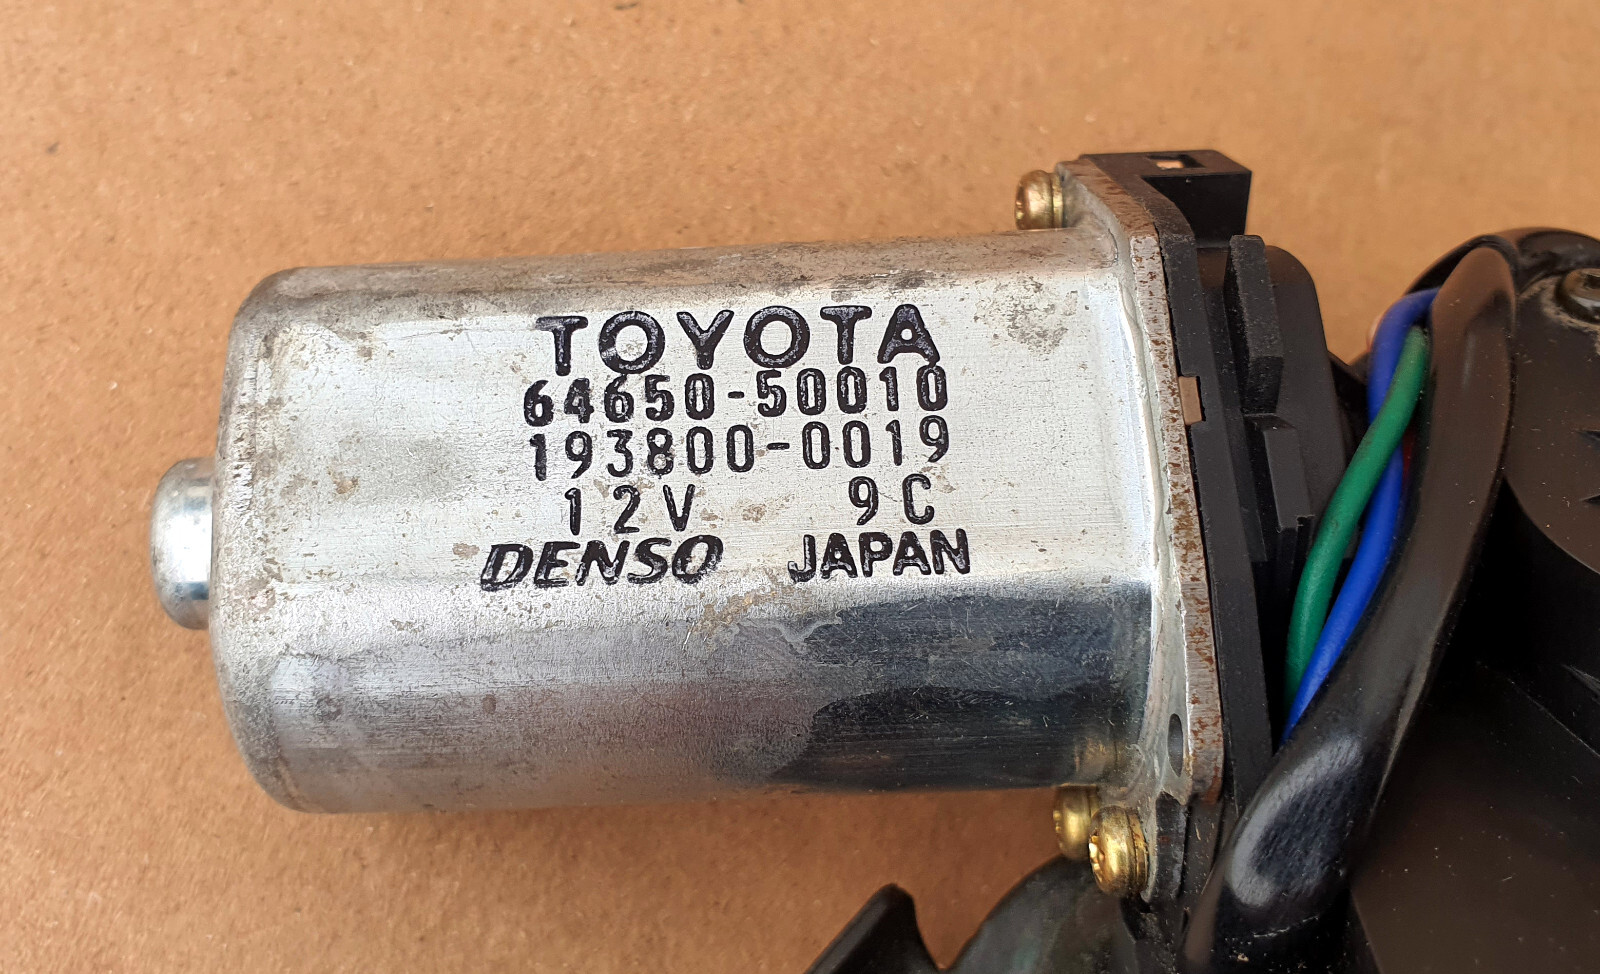 TOYOTA
64650-50010
193800-0019
12V 9C
DENSO JAPAN